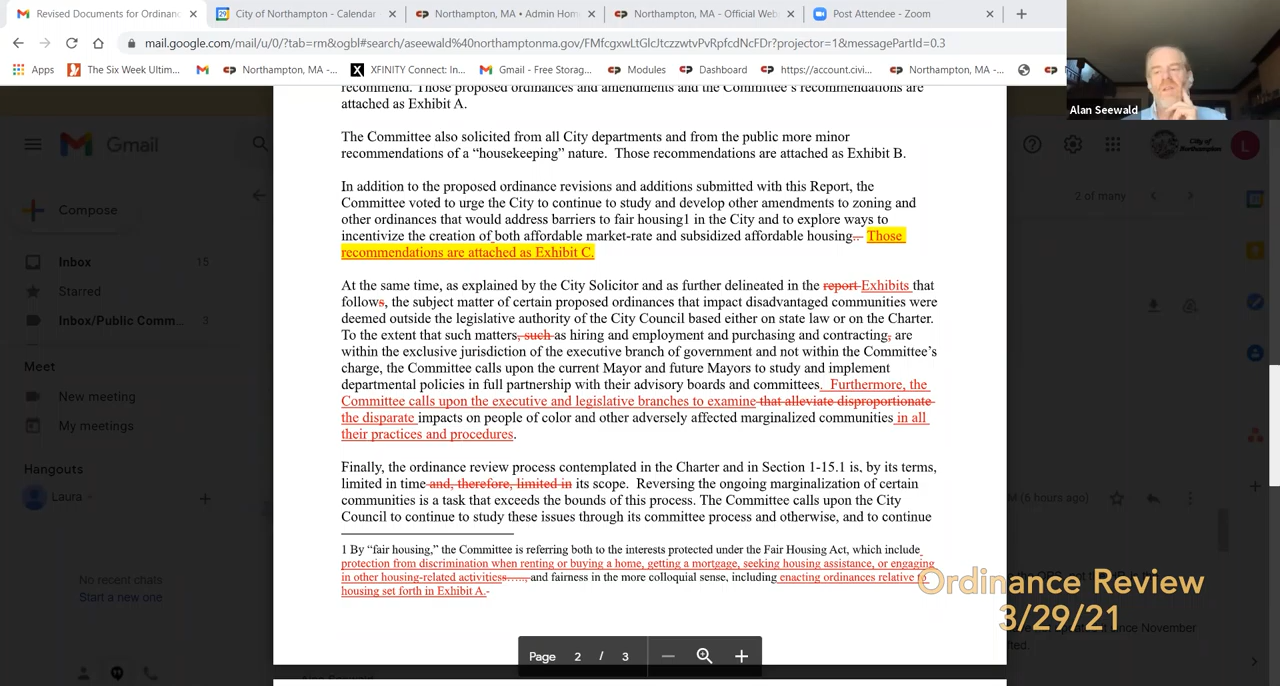 Revised Documents for Ordinanc
City of Northampton - Calendar
Northampton, MA • Admin Hom
Northampton, MA - Official Web
Post Attendee - Zoom
mail.google.com/mail/u/0/?tab=rm&ogbl#search/aseewald%40northamptonma.gov/FMfcgxwLtGlcJtczzwtvPvRpfcdNcFDr?projector=1&messagePartId=0.3
Apps
The Six Week Ultim...
Northampton, MA -...
XFINITY Connect: In...
Gmail - Free Storag...
Modules
Dashboard
https://account.civi...
Northampton, MA -...
Alan Seewald
Gmail
Compose
Inbox 15
Starred
Inbox/Public Comm... 3
Meet
New meeting
My meetings
Hangouts
Laura
No recent chats
Start a new one
2 of many
recommend. Those proposed ordinances and amendments and the Committee's recommendations are
attached as Exhibit A.
The Committee also solicited from all City departments and from the public more minor
recommendations of a "housekeeping" nature. Those recommendations are attached as Exhibit B.
In addition to the proposed ordinance revisions and additions submitted with this Report, the
Committee voted to urge the City to continue to study and develop other amendments to zoning and
other ordinances that would address barriers to fair housing1 in the City and to explore ways to
incentivize the creation of both affordable market-rate and subsidized affordable housing.. Those
recommendations are attached as Exhibit C.
At the same time, as explained by the City Solicitor and as further delineated in the report Exhibits that
follows, the subject matter of certain proposed ordinances that impact disadvantaged communities were
deemed outside the legislative authority of the City Council based either on state law or on the Charter.
To the extent that such matters, such as hiring and employment and purchasing and contracting, are
within the exclusive jurisdiction of the executive branch of government and not within the Committee's
charge, the Committee calls upon the current Mayor and future Mayors to study and implement
departmental policies in full partnership with their advisory boards and committees. Furthermore, the
Committee calls upon the executive and legislative branches to examine that alleviate disproportionate
the disparate impacts on people of color and other adversely affected marginalized communities in all
their practices and procedures.
Finally, the ordinance review process contemplated in the Charter and in Section 1-15.1 is, by its terms,
limited in time and, therefore, limited in its scope. Reversing the ongoing marginalization of certain
communities is a task that exceeds the bounds of this process. The Committee calls upon the City
Council to continue to study these issues through its committee process and otherwise, and to continue
1 By "fair housing," the Committee is referring both to the interests protected under the Fair Housing Act, which include
protection from discrimination when renting or buying a home, getting a mortgage, seeking housing assistance, or engaging
in other housing-related activitiess....., and fairness in the more colloquial sense, including enacting ordinances relative to
housing set forth in Exhibit A.
(6 hours ago)
since November
Page 2 / 3
Ordinance Review
3/29/21
Alan Seewald